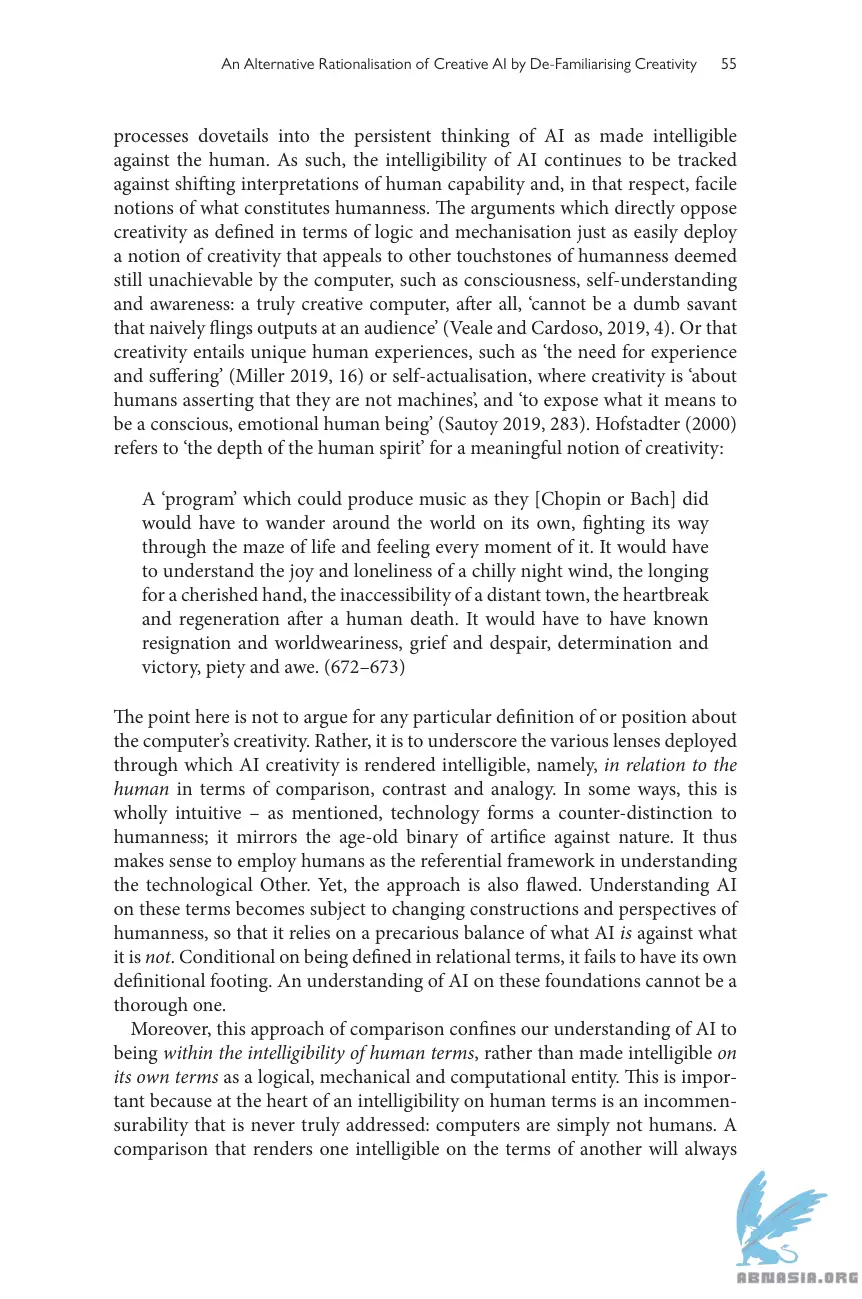 An Alternative Rationalisation of Creative AI by De-Familiarising Creativity 55
processes dovetails into the persistent thinking of AI as made intelligible
against the human. As such, the intelligibility of AI continues to be tracked
against shifting interpretations of human capability and, in that respect, facile
notions of what constitutes humanness. The arguments which directly oppose
creativity as defined in terms of logic and mechanisation just as easily deploy
a notion of creativity that appeals to other touchstones of humanness deemed
still unachievable by the computer, such as consciousness, self-understanding
and awareness: a truly creative computer, after all, ‘cannot be a dumb savant
that naively flings outputs at an audience’ (Veale and Cardoso, 2019, 4). Or that
creativity entails unique human experiences, such as ‘the need for experience
and suffering’ (Miller 2019, 16) or self-actualisation, where creativity is ‘about
humans asserting that they are not machines’, and ‘to expose what it means to
be a conscious, emotional human being’ (Sautoy 2019, 283). Hofstadter (2000)
refers to ‘the depth of the human spirit’ for a meaningful notion of creativity:
A ‘program’ which could produce music as they [Chopin or Bach] did
would have to wander around the world on its own, fighting its way
through the maze of life and feeling every moment of it. It would have
to understand the joy and loneliness of a chilly night wind, the longing
for a cherished hand, the inaccessibility of a distant town, the heartbreak
and regeneration after a human death. It would have to have known
resignation and worldweariness, grief and despair, determination and
victory, piety and awe. (672–673)
The point here is not to argue for any particular definition of or position about
the computer’s creativity. Rather, it is to underscore the various lenses deployed
through which AI creativity is rendered intelligible, namely, in relation to the
human in terms of comparison, contrast and analogy. In some ways, this is
wholly intuitive – as mentioned, technology forms a counter-distinction to
humanness; it mirrors the age-old binary of artifice against nature. It thus
makes sense to employ humans as the referential framework in understanding
the technological Other. Yet, the approach is also flawed. Understanding AI
on these terms becomes subject to changing constructions and perspectives of
humanness, so that it relies on a precarious balance of what AI is against what
it is not. Conditional on being defined in relational terms, it fails to have its own
definitional footing. An understanding of AI on these foundations cannot be a
thorough one.
Moreover, this approach of comparison confines our understanding of AI to
being within the intelligibility of human terms, rather than made intelligible on
its own terms as a logical, mechanical and computational entity. This is impor-
tant because at the heart of an intelligibility on human terms is an incommen-
surability that is never truly addressed: computers are simply not humans. A
comparison that renders one intelligible on the terms of another will always
ABNASIA.ORG